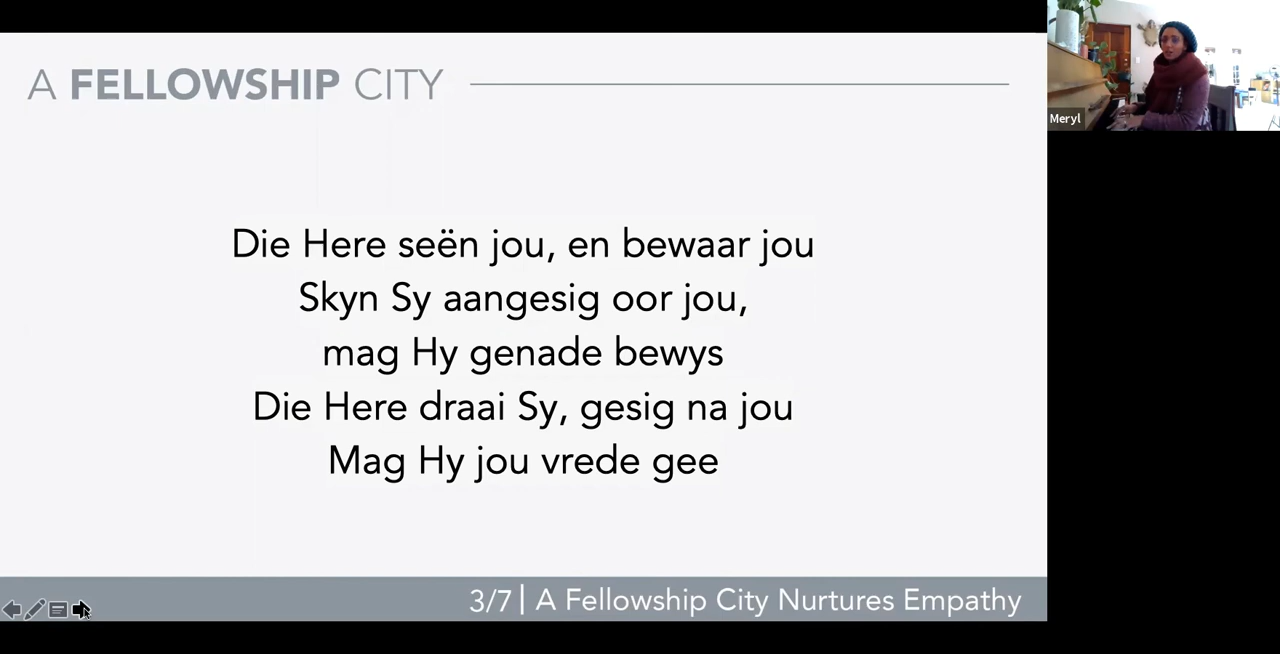 A FELLOWSHIP CITY
Meryl
Die Here seën jou, en bewaar jou
Skyn Sy aangesig oor jou,
mag Hy genade bewys
Die Here draai Sy, gesig na jou
Mag Hy jou vrede gee
3/7 | A Fellowship City Nurtures Empathy